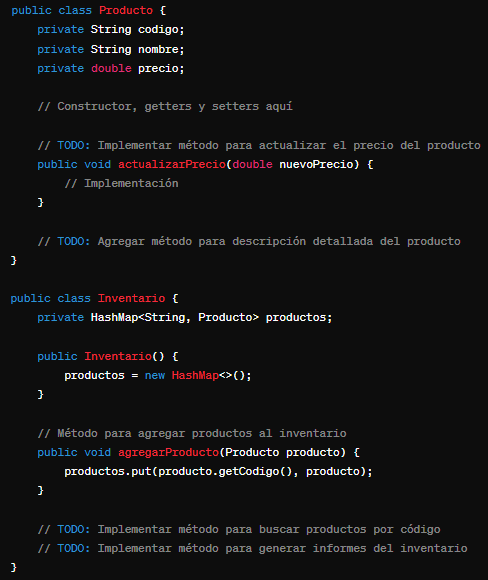 public class Producto {
    private String codigo;
    private String nombre;
    private double precio;

    // Constructor, getters y setters aquí

    // TODO: Implementar método para actualizar el precio del producto
    public void actualizarPrecio(double nuevoPrecio) {
        // Implementación
    }

    // TODO: Agregar método para descripción detallada del producto
}

public class Inventario {
    private HashMap<String, Producto> productos;

    public Inventario() {
        productos = new HashMap<>();
    }

    // Método para agregar productos al inventario
    public void agregarProducto(Producto producto) {
        productos.put(producto.getCodigo(), producto);
    }

    // TODO: Implementar método para buscar productos por código
    // TODO: Implementar método para generar informes del inventario
}